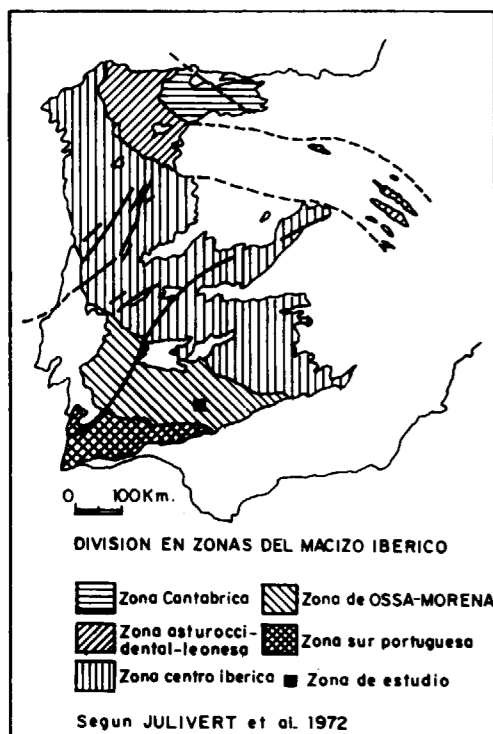 0 100Km.
DIVISION EN ZONAS DEL MACIZO IBERICO
Zona Cantabrica
Zona de OSSA-MORENA
Zona asturocci-
dental-leonesa
Zona sur portuguesa
Zona centro iberica
Zona de estudio
Segun JULIVERT et al. 1972